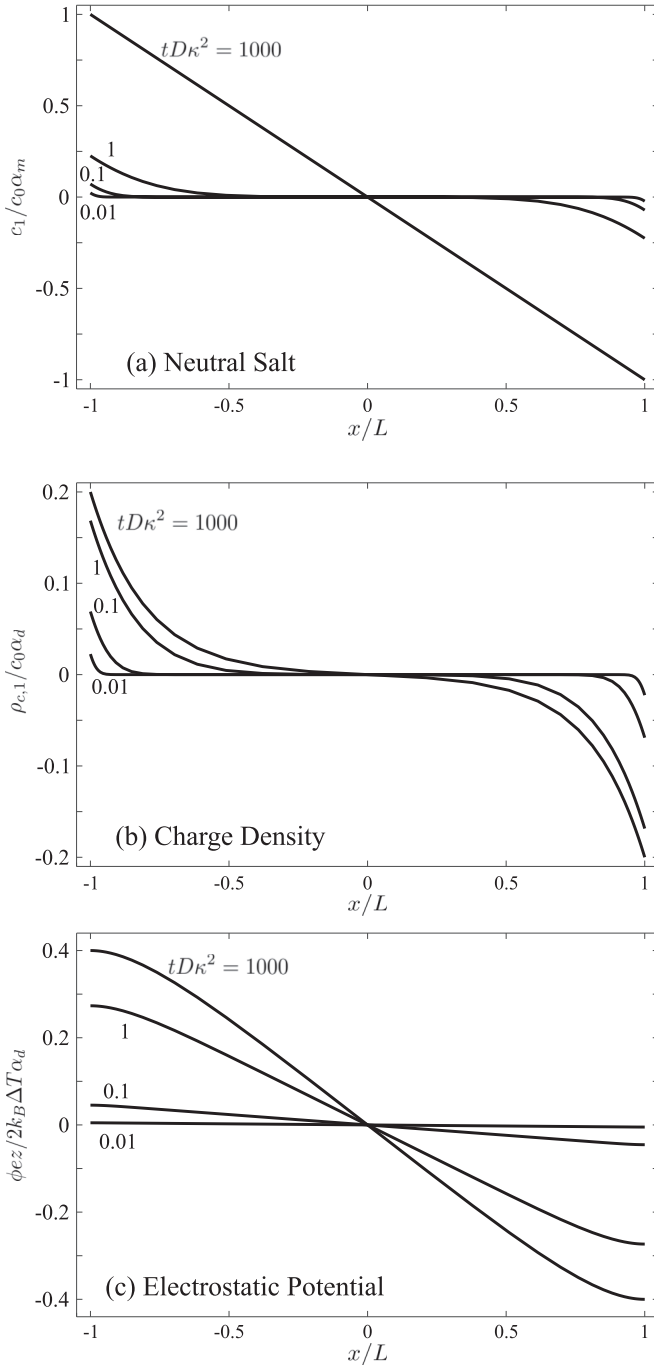 1
tDκ² = 1000
0.5
1
0.1
0
0.01
c₁/c₀αₘ
-0.5
(a) Neutral Salt
-1
-1 -0.5 0 0.5 1
x/L
0.2
tDκ² = 1000
0.1
1
0.1
0
0.01
ρ_{c,1}/c₀α_d
-0.1
(b) Charge Density
-0.2
-1 -0.5 0 0.5 1
x/L
0.4
tDκ² = 1000
0.2
1
0.1
0
0.01
ϕez/2k_BΔTα_d
-0.2
(c) Electrostatic Potential
-0.4
-1 -0.5 0 0.5 1
x/L